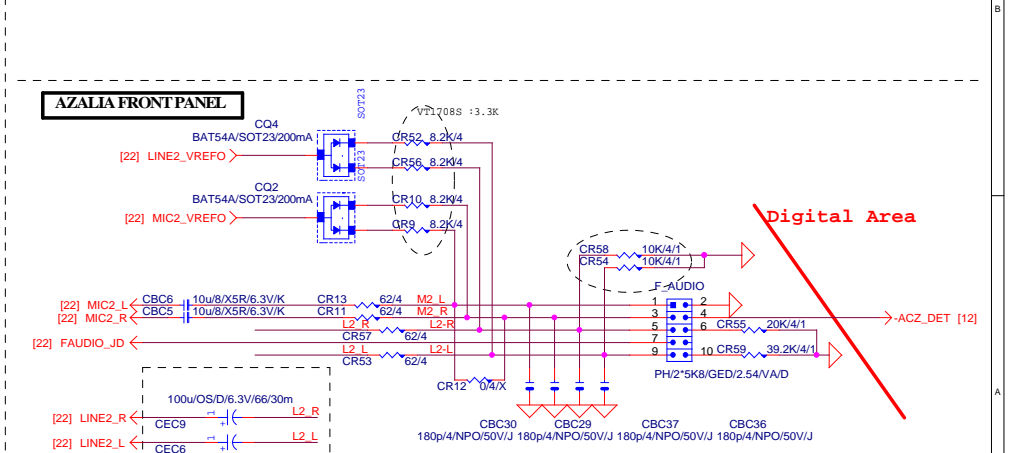 B
AZALIA FRONT PANEL
SOT23
VT1708S :3.3K
CQ4
BAT54A/SOT23/200mA
CR52 8.2K/4
[22] LINE2_VREFO
SOT23
CR56 8.2K/4
CQ2
BAT54A/SOT23/200mA
CR10 8.2K/4
[22] MIC2_VREFO
CR9 8.2K/4
Digital Area
CR58 10K/4/1
CR54 10K/4/1
F_AUDIO
[22] MIC2_L CBC6 10u/8/X5R/6.3V/K CR13 62/4 M2_L 1 2
[22] MIC2_R CBC5 10u/8/X5R/6.3V/K CR11 62/4 M2_R 3 4 -ACZ_DET [12]
L2_R L2-R 5 6 CR55 20K/4/1
CR57 62/4
[22] FAUDIO_JD 7
L2_L L2-L 9 10 CR59 39.2K/4/1
CR53 62/4
PH/2*5K8/GED/2.54/VA/D
CR12 0/4/X
A
100u/OS/D/6.3V/66/30m
[22] LINE2_R 1 + L2_R
CEC9
CBC30 CBC29 CBC37 CBC36
180p/4/NPO/50V/J 180p/4/NPO/50V/J 180p/4/NPO/50V/J 180p/4/NPO/50V/J
[22] LINE2_L 1 + L2_L
CEC6